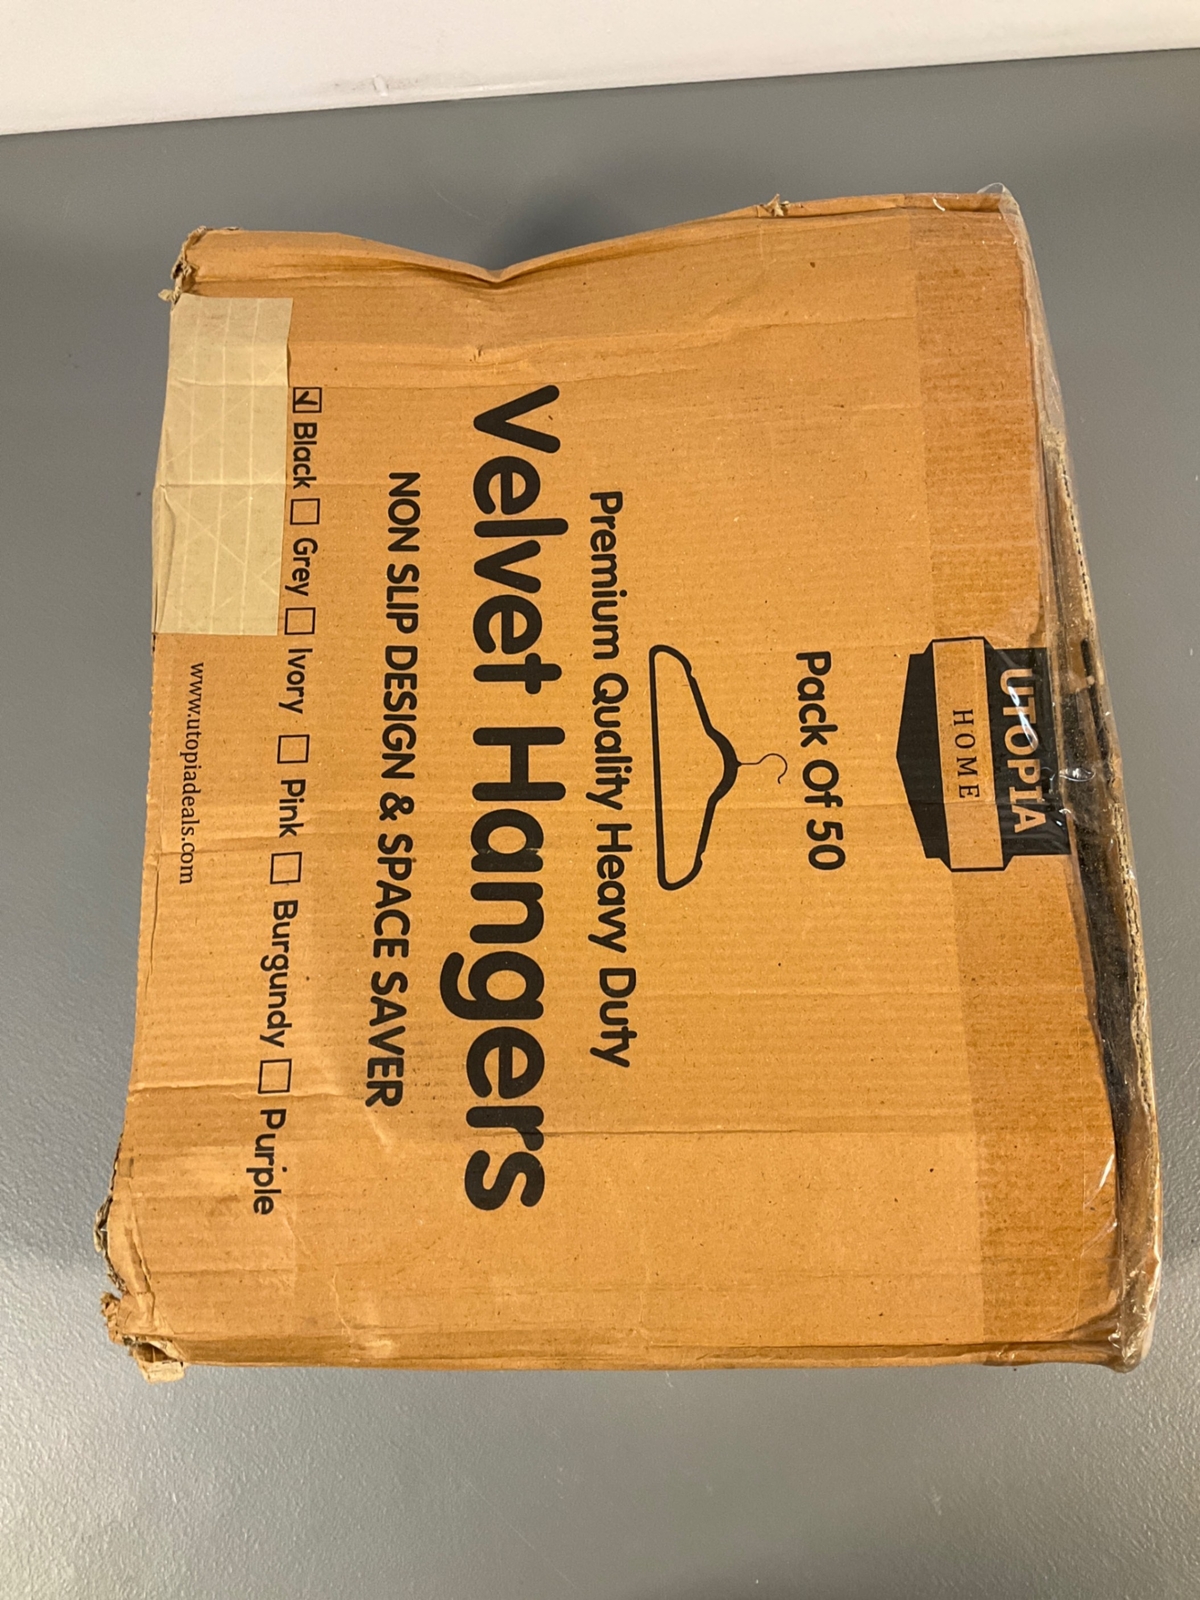 UTOPIA
HOME
Pack Of 50
Premium Quality Heavy Duty
Velvet Hangers
NON SLIP DESIGN & SPACE SAVER
Black Grey Ivory Pink Burgundy Purple
www.utopiadeals.com